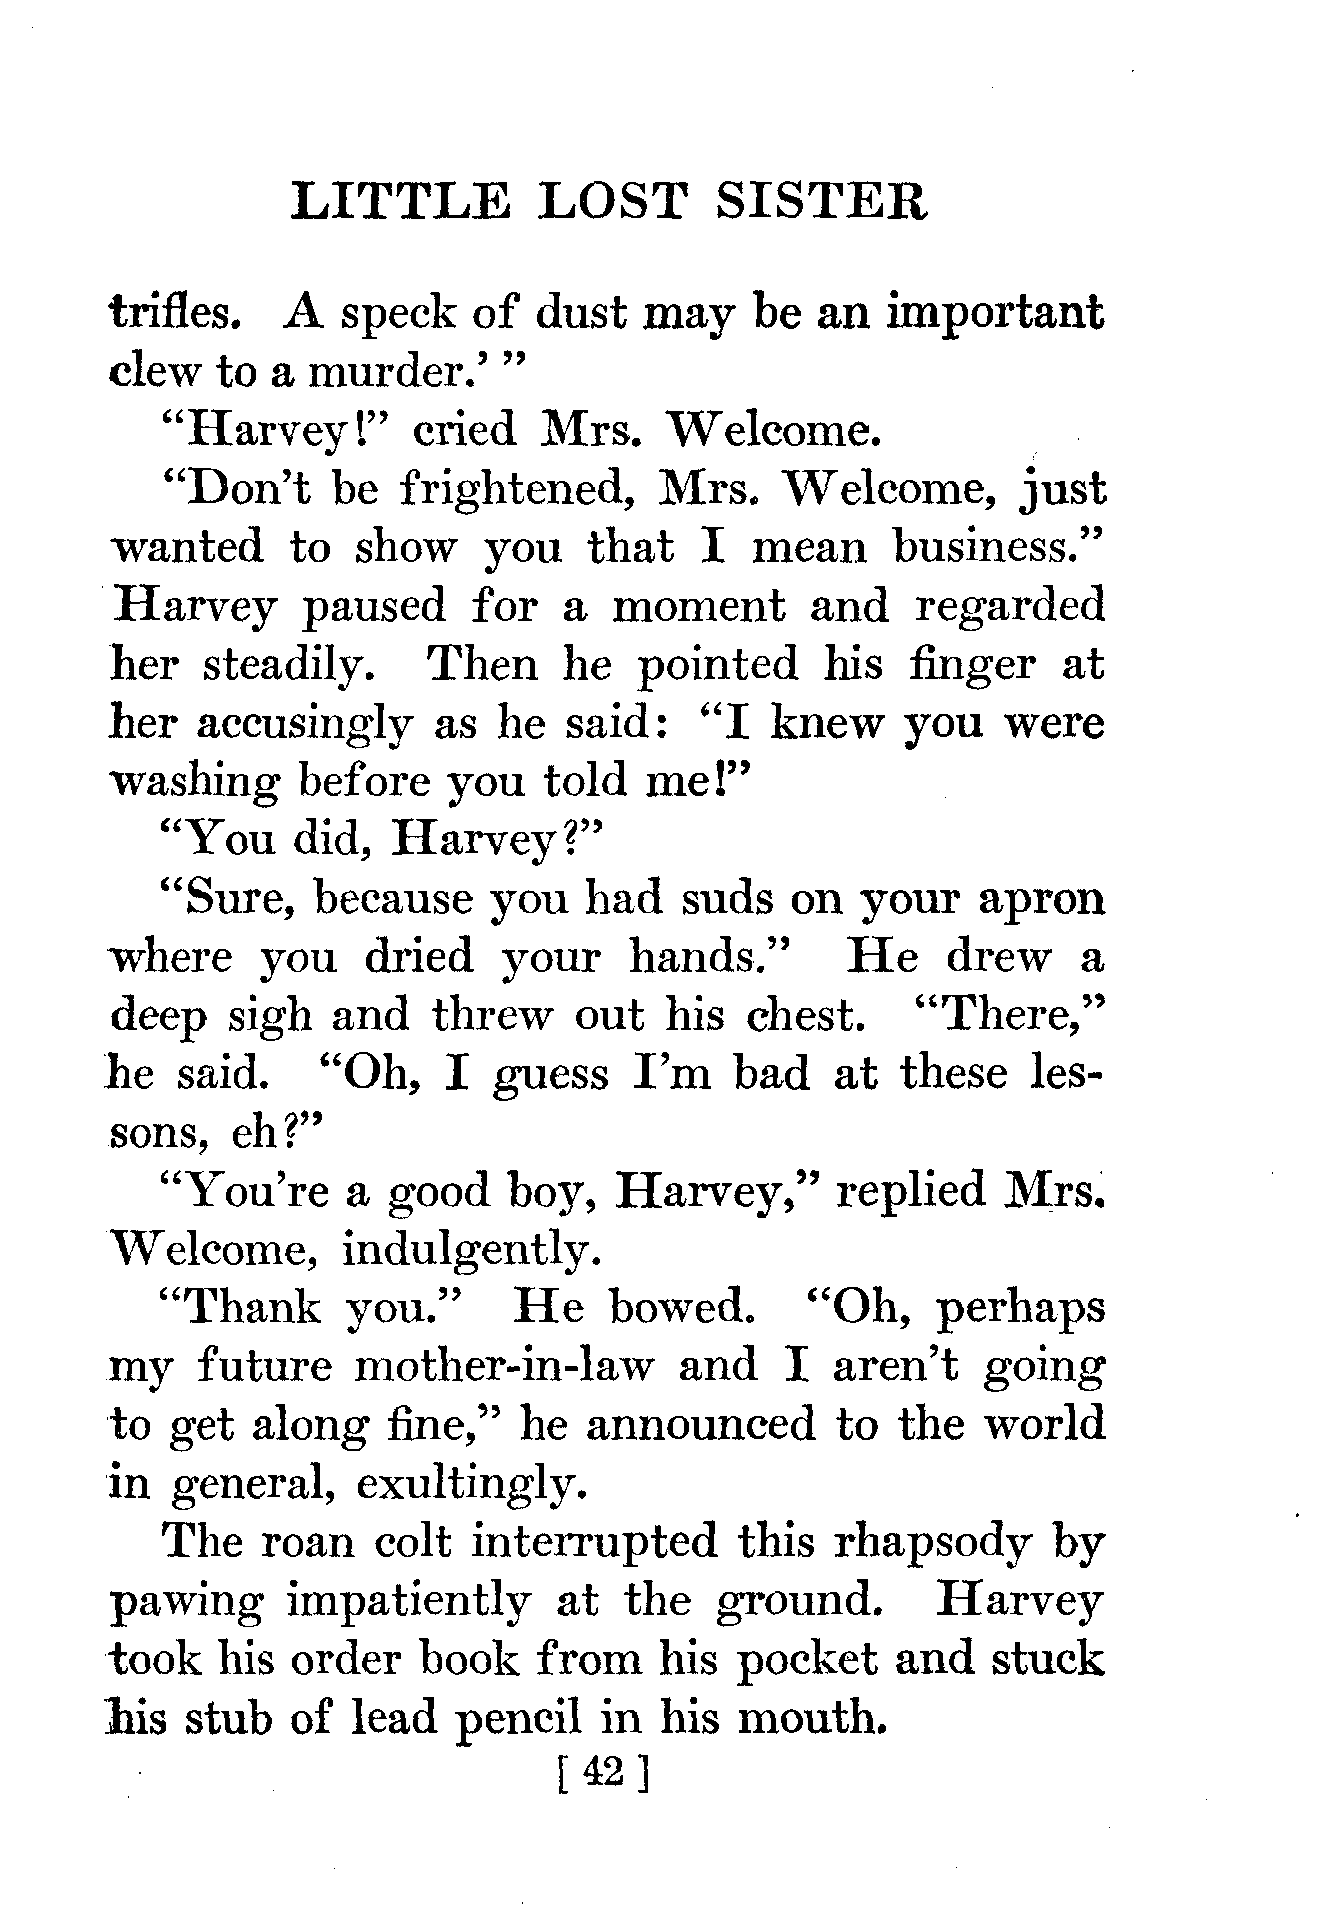 LITTLE LOST SISTER
trifles. A speck of dust may be an important
clew to a murder.’ ”
“Harvey!” cried Mrs. Welcome.
“Don’t be frightened, Mrs. Welcome, just
wanted to show you that I mean business.”
Harvey paused for a moment and regarded
her steadily. Then he pointed his finger at
her accusingly as he said: “I knew you were
washing before you told me!”
“You did, Harvey?”
“Sure, because you had suds on your apron
where you dried your hands.” He drew a
deep sigh and threw out his chest. “There,”
he said. “Oh, I guess I’m bad at these les-
sons, eh?”
“You’re a good boy, Harvey,” replied Mrs.
Welcome, indulgently.
“Thank you.” He bowed. “Oh, perhaps
my future mother-in-law and I aren’t going
to get along fine,” he announced to the world
in general, exultingly.
The roan colt interrupted this rhapsody by
pawing impatiently at the ground. Harvey
took his order book from his pocket and stuck
his stub of lead pencil in his mouth.
[ 42 ]